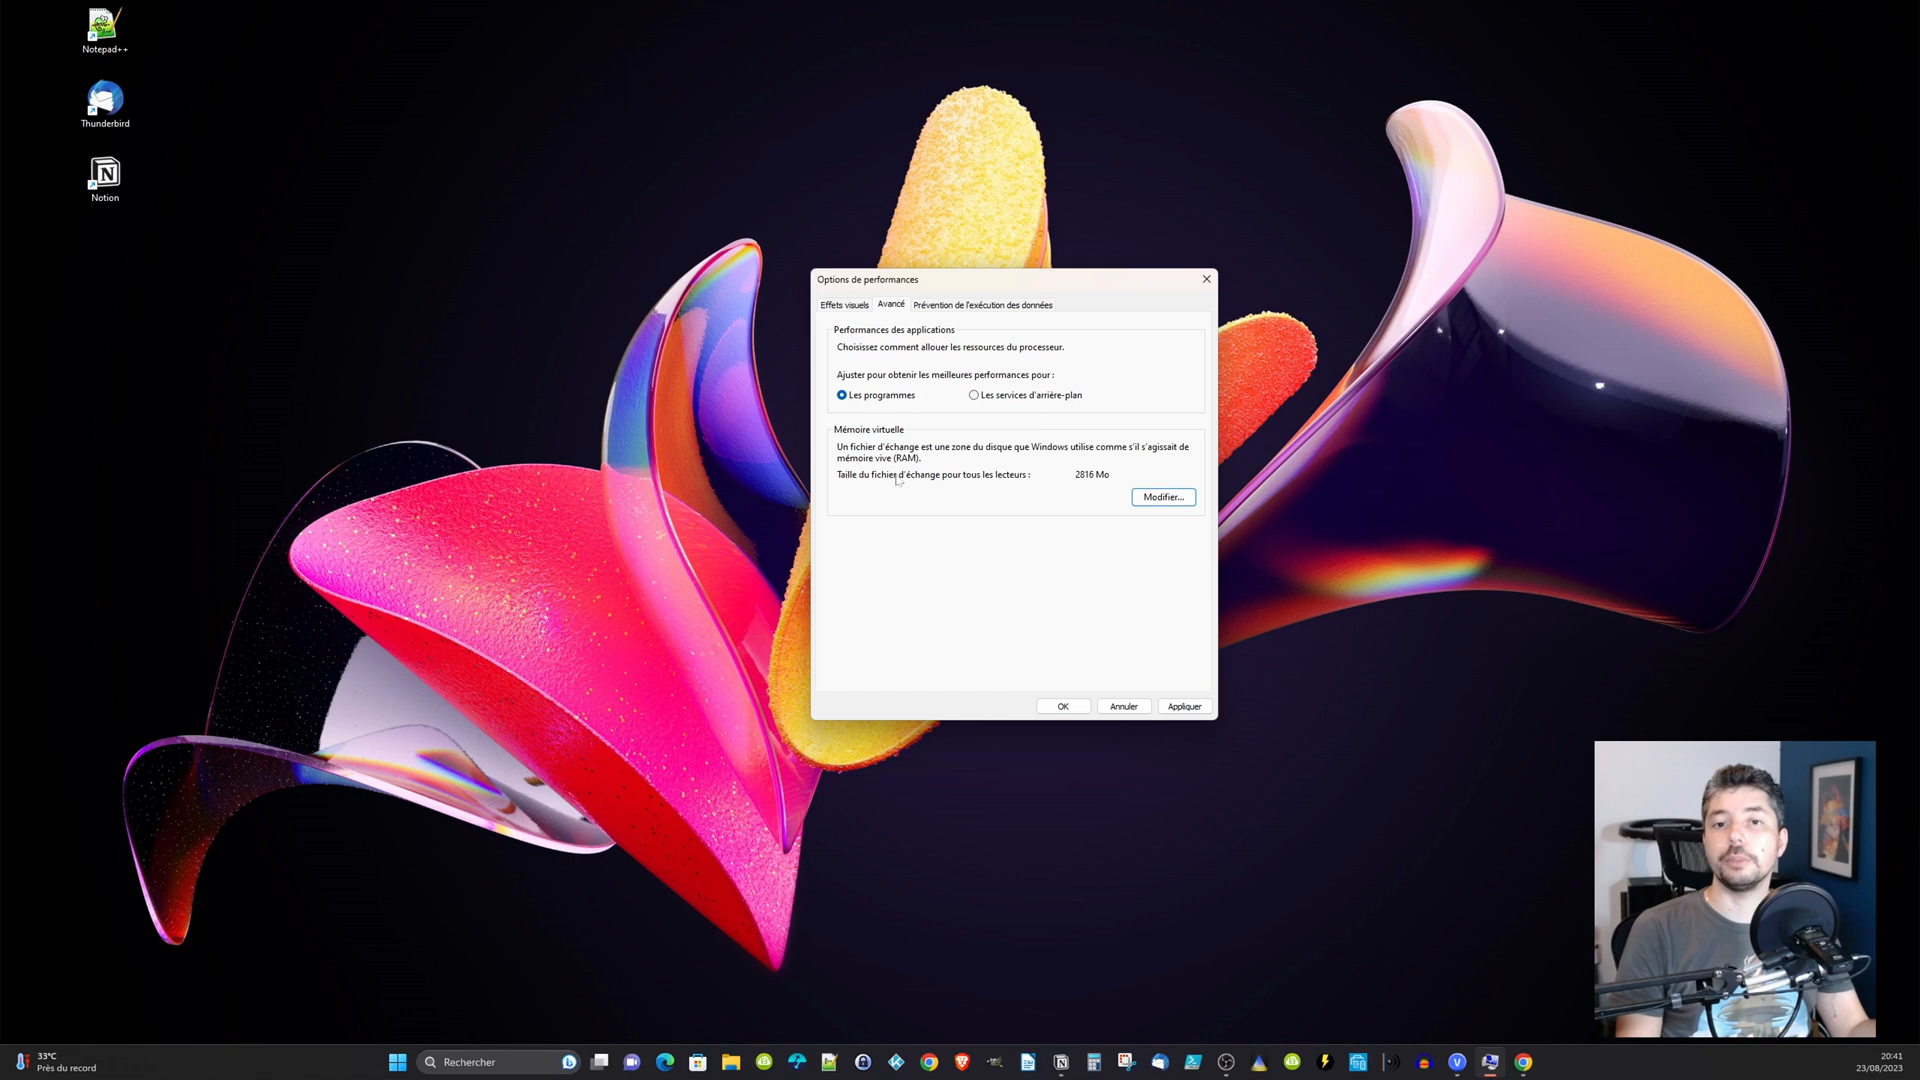 Notepad++
Thunderbird
N
Notion
Options de performances
Effets visuels
Avancé
Prévention de l'exécution des données
Performances des applications
Choisissez comment allouer les ressources du processeur.
Ajuster pour obtenir les meilleures performances pour :
Les programmes
Les services d'arrière-plan
Mémoire virtuelle
Un fichier d'échange est une zone du disque que Windows utilise comme s'il s'agissait de
mémoire vive (RAM).
Taille du fichier d'échange pour tous les lecteurs :
2816 Mo
Modifier...
OK
Annuler
Appliquer
33°C
Près du record
Rechercher
20:41
23/08/2023